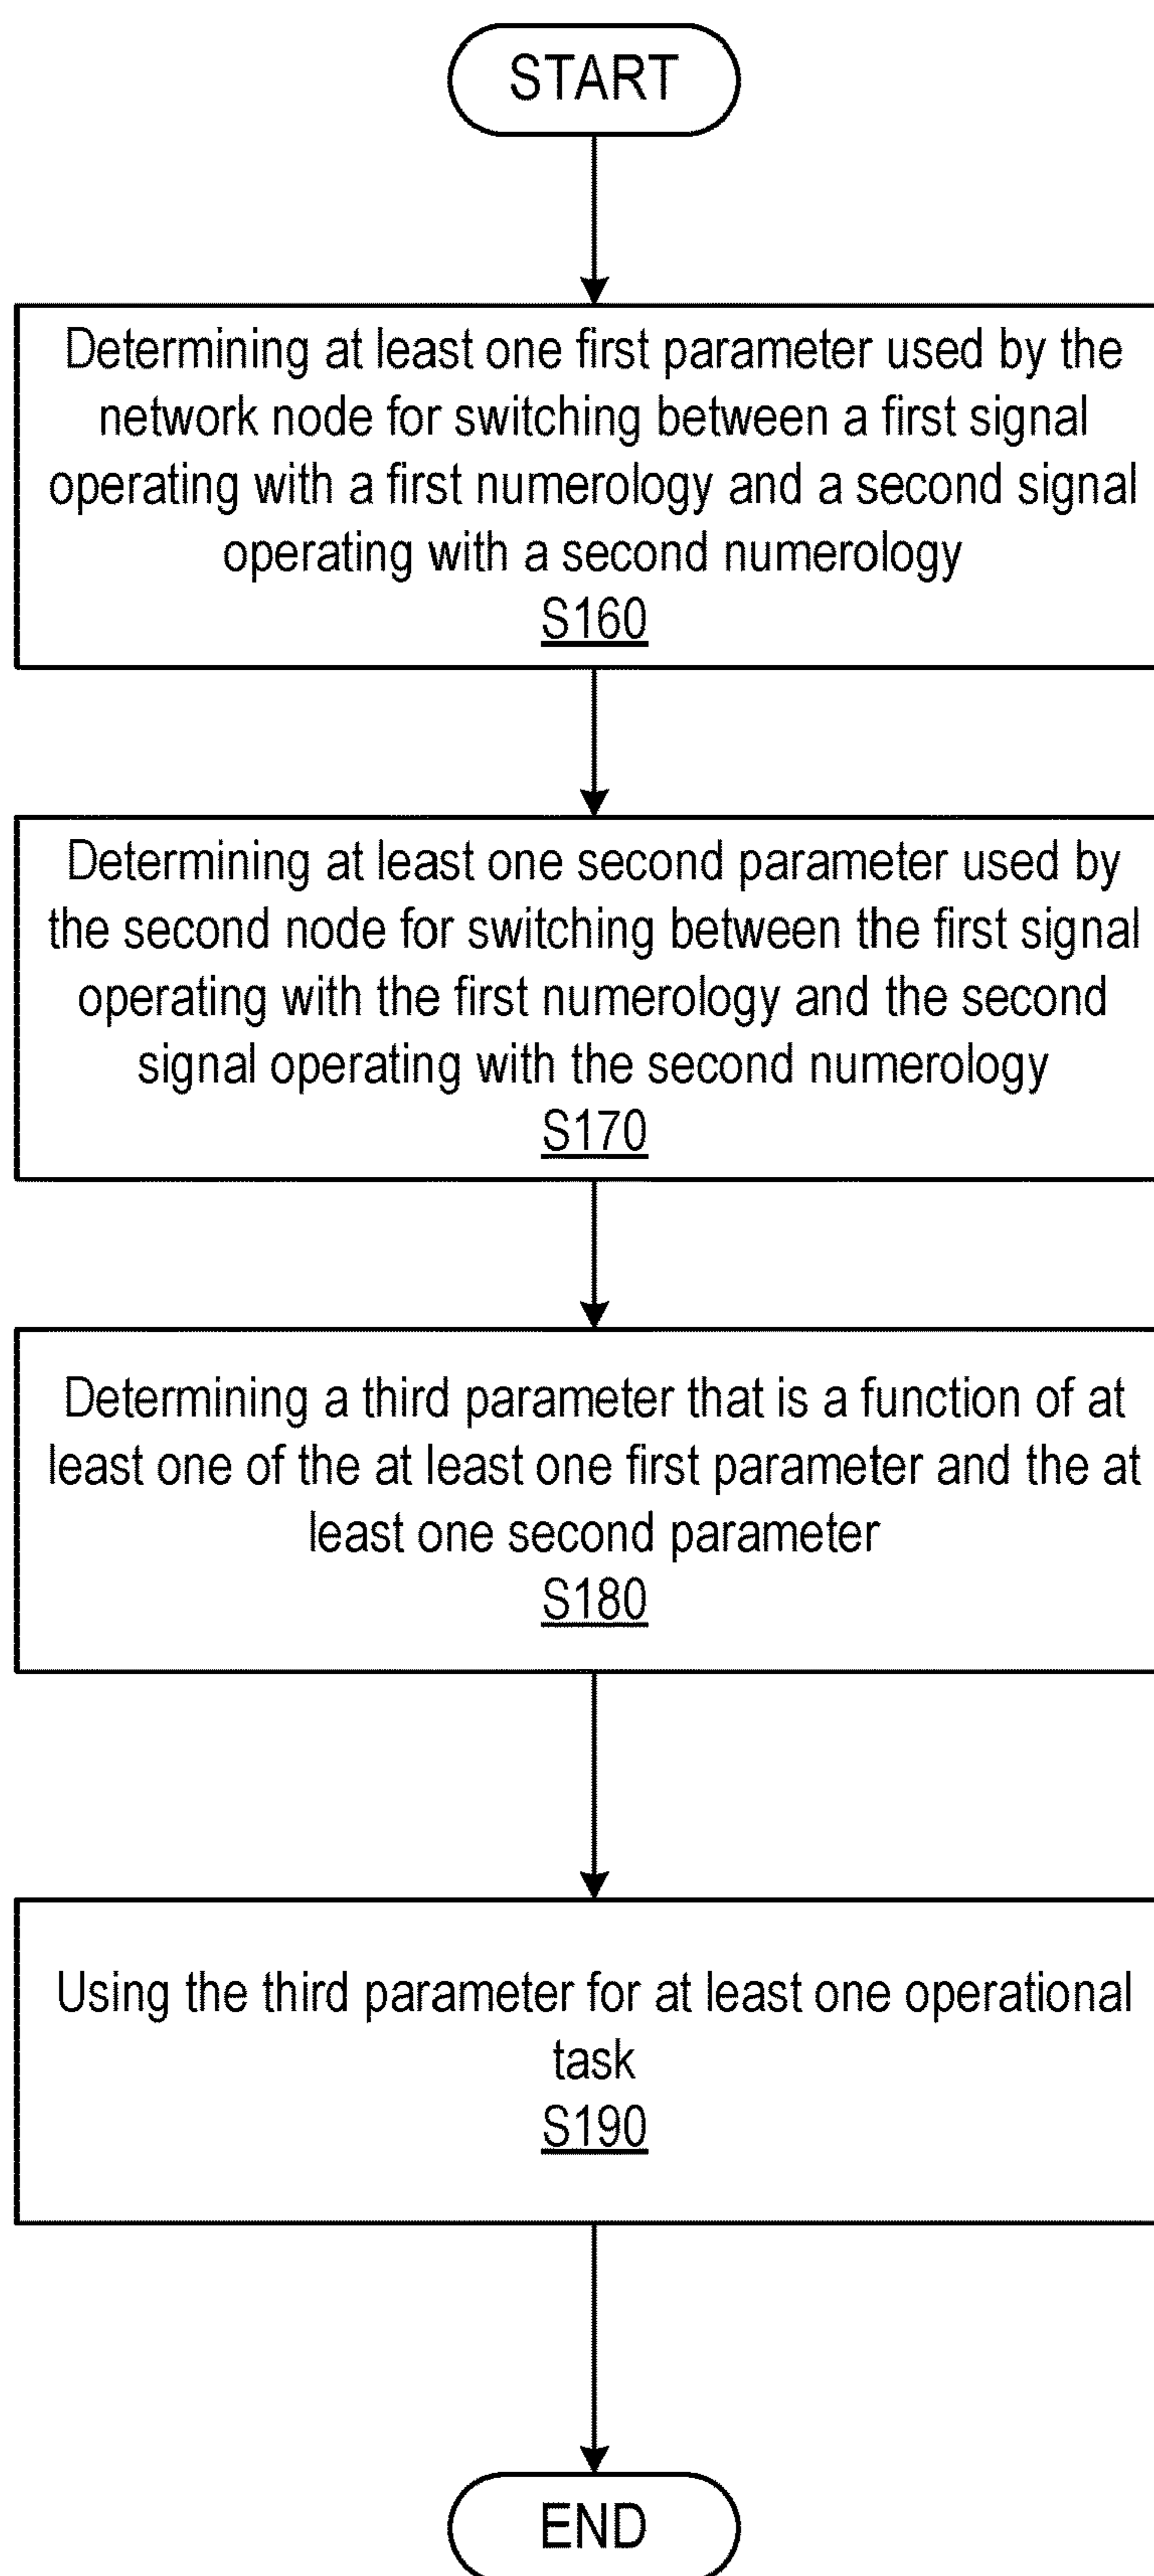 START
Determining at least one first parameter used by the
network node for switching between a first signal
operating with a first numerology and a second signal
operating with a second numerology
S160
Determining at least one second parameter used by
the second node for switching between the first signal
operating with the first numerology and the second
signal operating with the second numerology
S170
Determining a third parameter that is a function of at
least one of the at least one first parameter and the at
least one second parameter
S180
Using the third parameter for at least one operational
task
S190
END